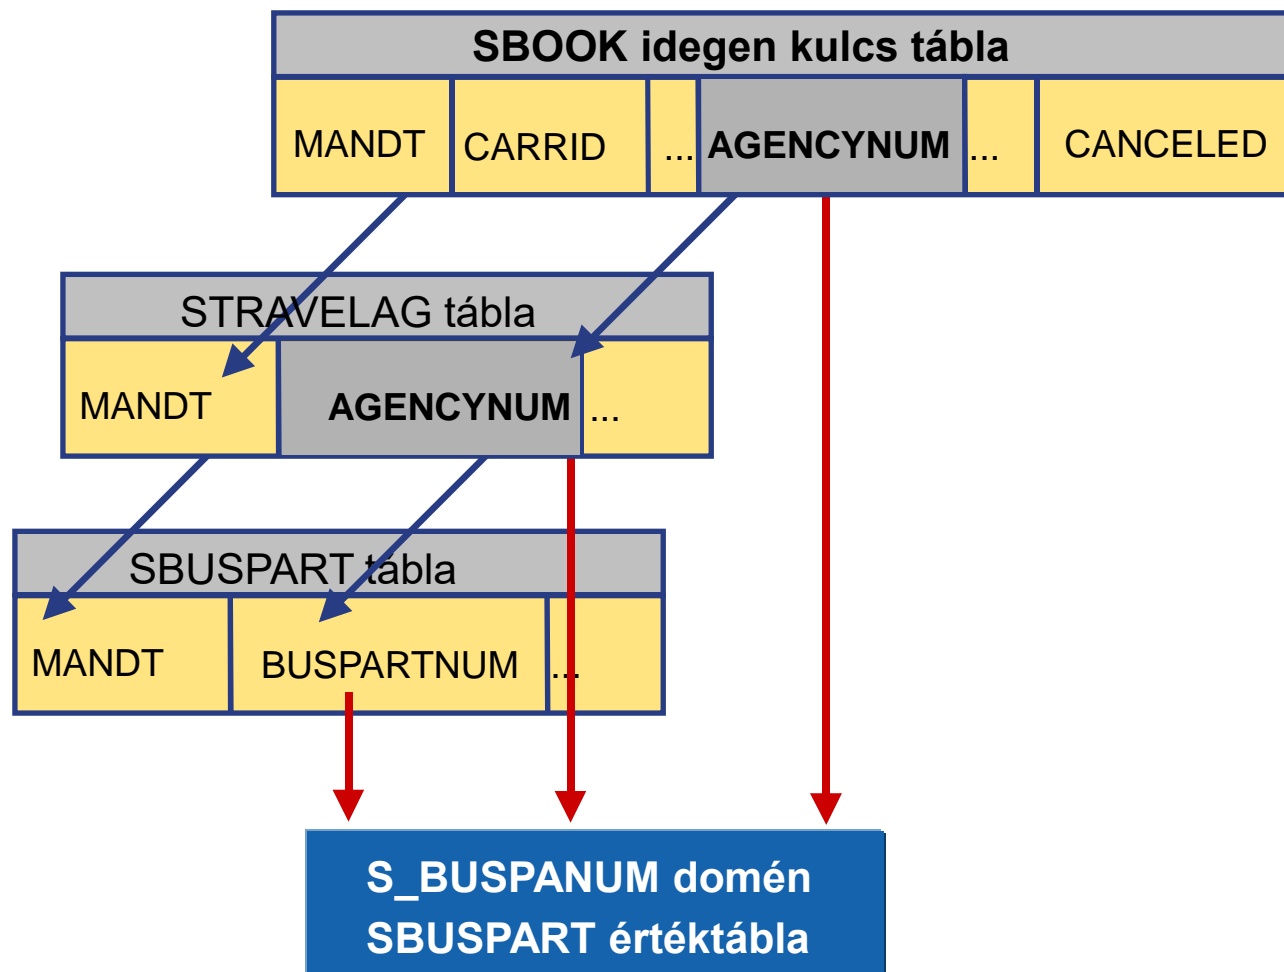 SBOOK idegen kulcs tábla
MANDT CARRID ... AGENCYNUM ... CANCELED
STRAVELAG tábla
MANDT AGENCYNUM ...
SBUSPART tábla
MANDT BUSPARTNUM ...
S_BUSPANUM domén
SBUSPART értéktábla